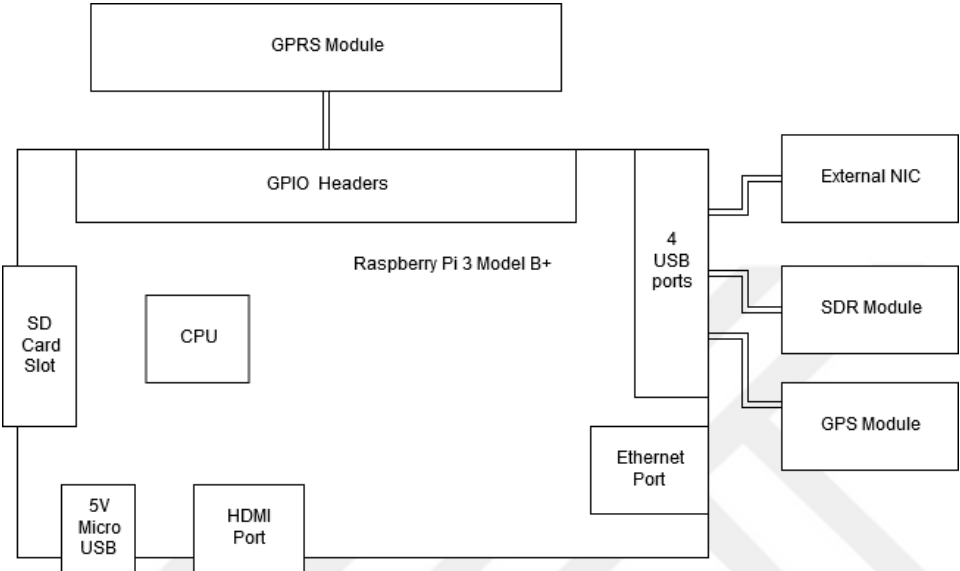 GPRS Module
GPIO Headers
External NIC
4
USB
ports
Raspberry Pi 3 Model B+
SDR Module
SD
Card
Slot
CPU
GPS Module
Ethernet
Port
5V
Micro
USB
HDMI
Port